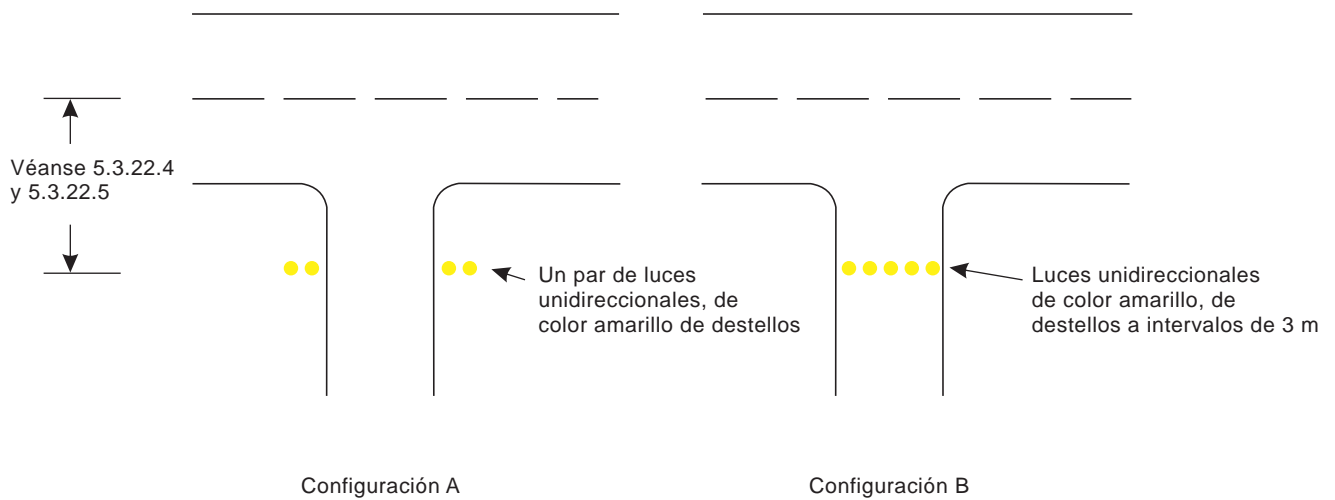 Véanse 5.3.22.4
y 5.3.22.5
Un par de luces
unidireccionales, de
color amarillo de destellos
Luces unidireccionales
de color amarillo, de
destellos a intervalos de 3 m
Configuración A
Configuración B